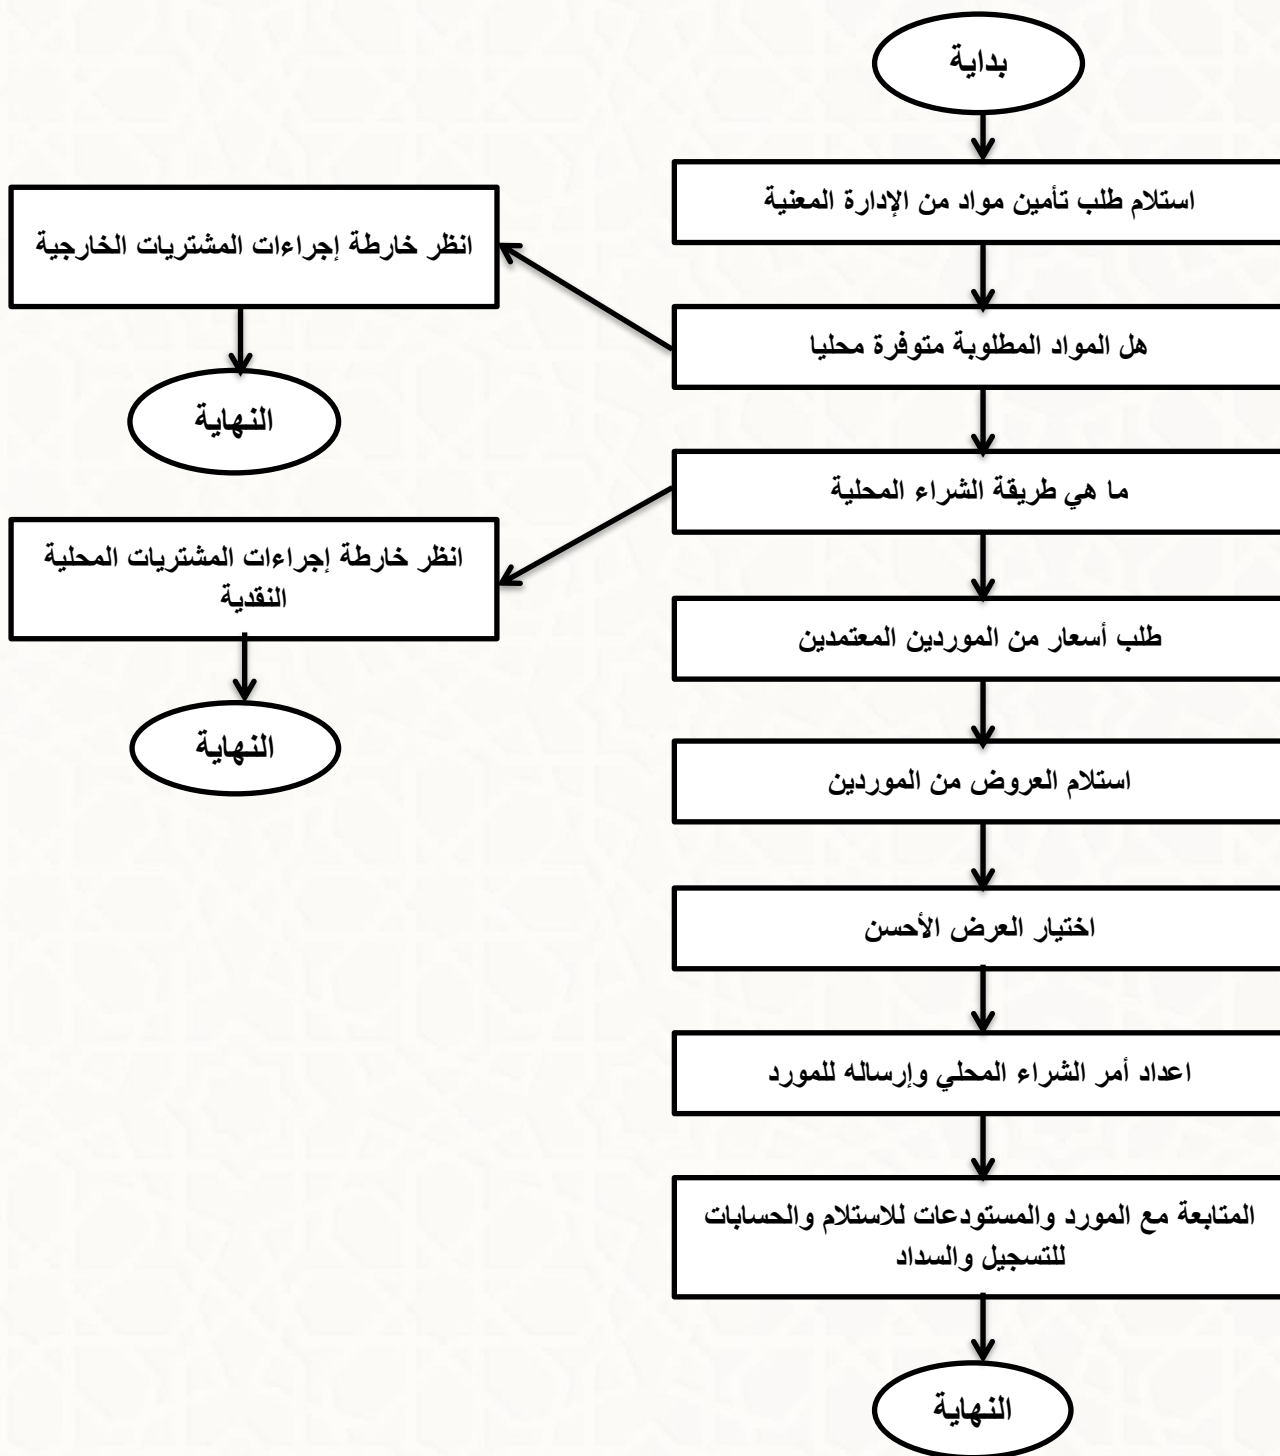 بداية
استلام طلب تأمين مواد من الإدارة المعنية
هل المواد المطلوبة متوفرة محليا
انظر خارطة إجراءات المشتريات الخارجية
النهاية
ما هي طريقة الشراء المحلية
انظر خارطة إجراءات المشتريات المحلية
النقدية
النهاية
طلب أسعار من الموردين المعتمدين
استلام العروض من الموردين
اختيار العرض الأحسن
اعداد أمر الشراء المحلي وإرساله للمورد
المتابعة مع المورد والمستودعات للاستلام والحسابات
للتسجيل والسداد
النهاية